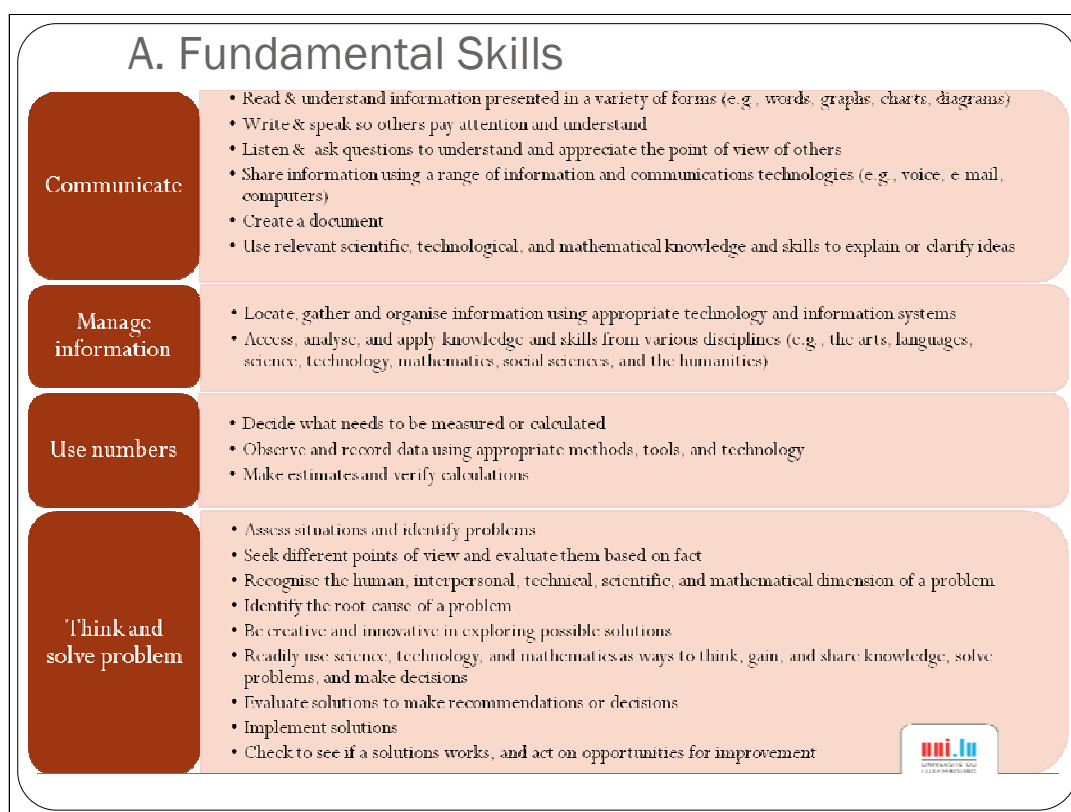 A. Fundamental Skills
Communicate
• Read & understand information presented in a variety of forms (e.g., words, graphs, charts, diagrams)
• Write & speak so others pay attention and understand
• Listen & ask questions to understand and appreciate the point of view of others
• Share information using a range of information and communications technologies (e.g., voice, e-mail,
computers)
• Create a document
• Use relevant scientific, technological, and mathematical knowledge and skills to explain or clarify ideas
Manage
information
• Locate, gather and organise information using appropriate technology and information systems
• Access, analyse, and apply knowledge and skills from various disciplines (e.g., the arts, languages,
science, technology, mathematics, social sciences, and the humanities)
Use numbers
• Decide what needs to be measured or calculated
• Observe and record data using appropriate methods, tools, and technology
• Make estimates and verify calculations
Think and
solve problem
• Assess situations and identify problems
• Seek different points of view and evaluate them based on fact
• Recognise the human, interpersonal, technical, scientific, and mathematical dimension of a problem
• Identify the root cause of a problem
• Be creative and innovative in exploring possible solutions
• Readily use science, technology, and mathematics as ways to think, gain, and share knowledge, solve
problems, and make decisions
• Evaluate solutions to make recommendations or decisions
• Implement solutions
• Check to see if a solutions works, and act on opportunities for improvement
uni.lu
UNIVERSITÉ DU
LUXEMBOURG